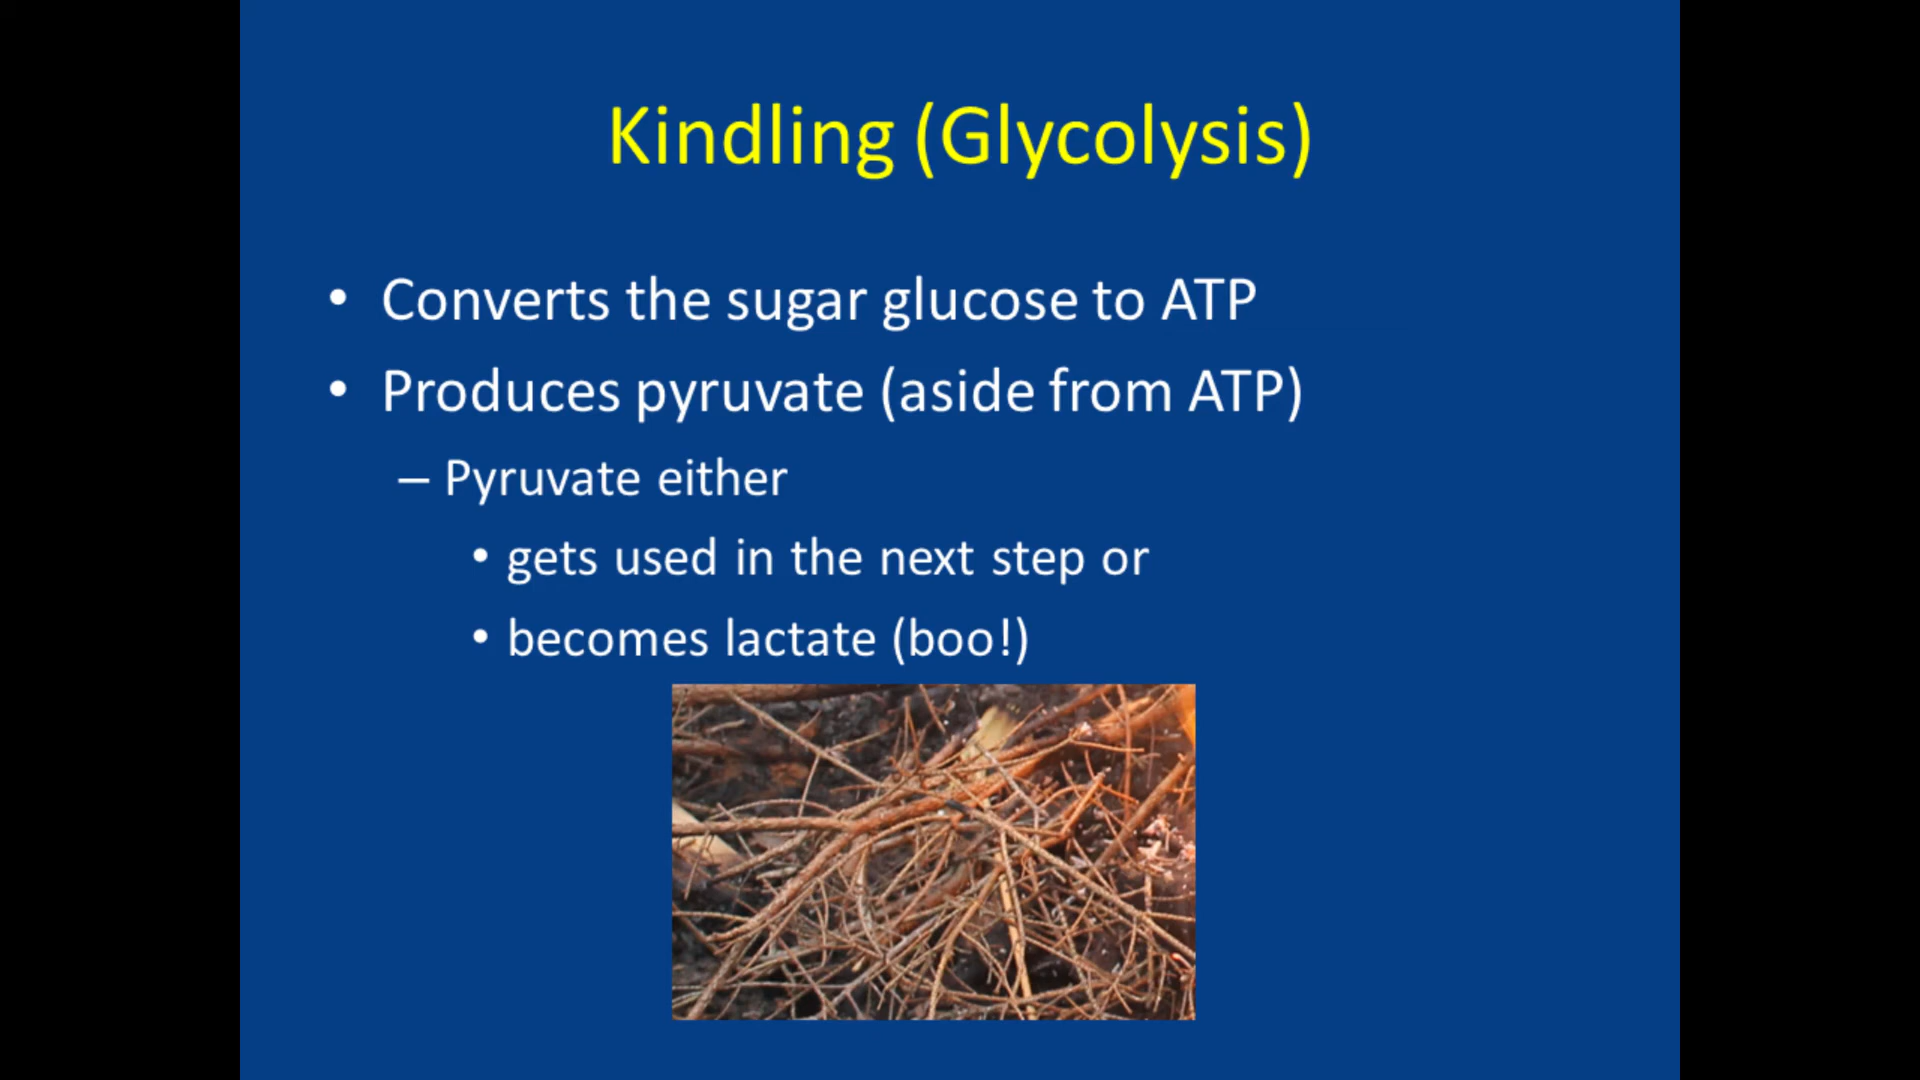 Kindling (Glycolysis)
• Converts the sugar glucose to ATP
• Produces pyruvate (aside from ATP)
– Pyruvate either
• gets used in the next step or
• becomes lactate (boo!)